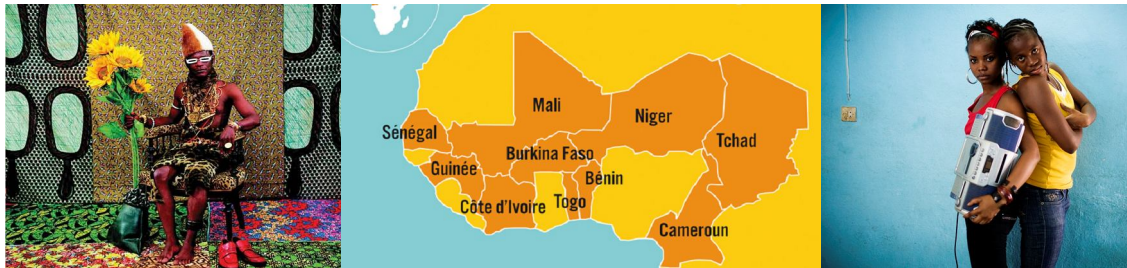 Mali
Niger
Tchad
Sénégal
Burkina Faso
Guinée
Bénin
Côte d'Ivoire
Togo
Cameroun